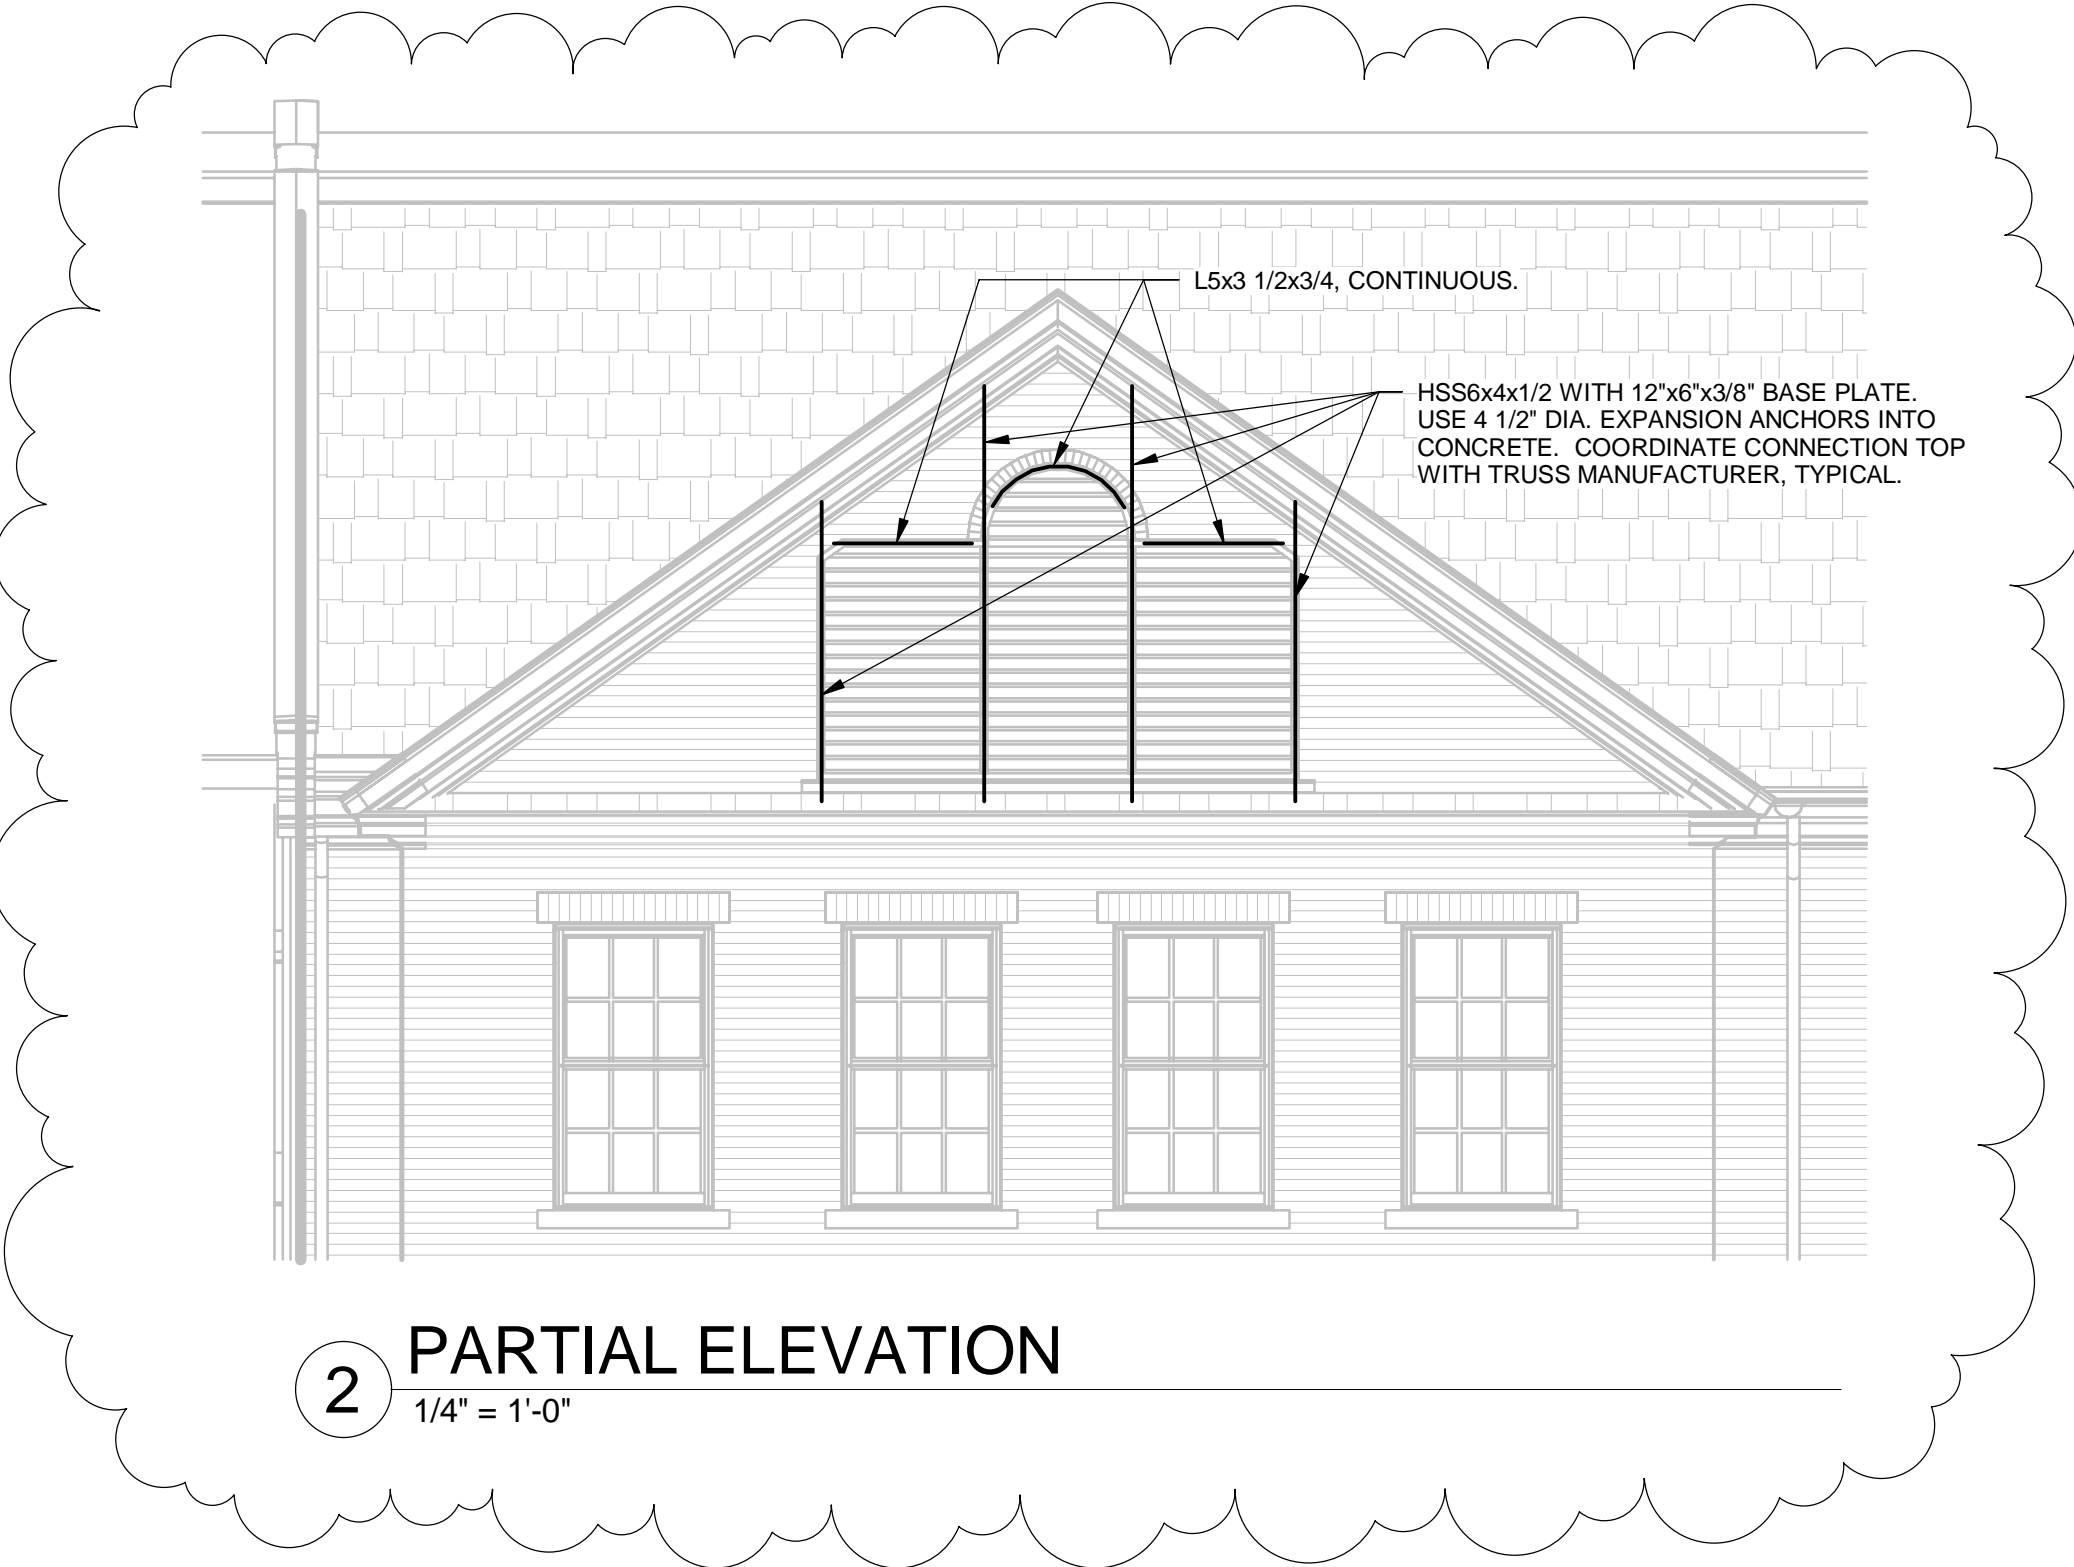 L5x3 1/2x3/4, CONTINUOUS.
HSS6x4x1/2 WITH 12"x6"x3/8" BASE PLATE.
USE 4 1/2" DIA. EXPANSION ANCHORS INTO
CONCRETE.  COORDINATE CONNECTION TOP
WITH TRUSS MANUFACTURER, TYPICAL.
2
PARTIAL ELEVATION
1/4" = 1'-0"